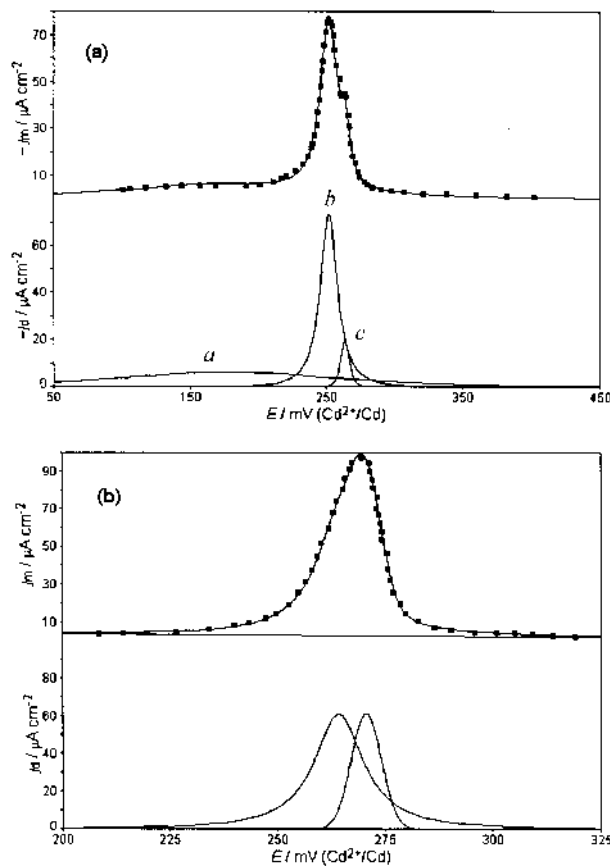 (a)
70
50
30
10
−jm / μA cm⁻²
b
60
40
20
0
−jd / μA cm⁻²
a
c
50
150
250
350
450
E / mV (Cd²⁺/Cd)
(b)
90
70
50
30
10
jm / μA cm⁻²
80
60
40
20
0
jd / μA cm⁻²
200
225
250
275
300
325
E / mV (Cd²⁺/Cd)